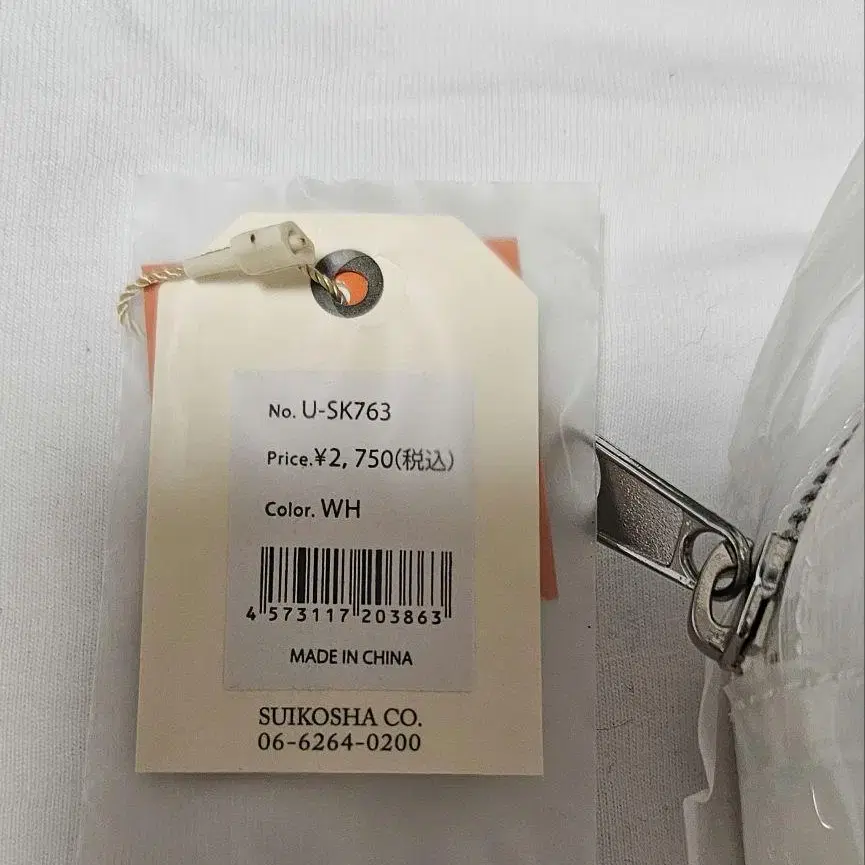 No. U-SK763
Price.¥2, 750(税込)
Color. WH
4 573117 203863
MADE IN CHINA
SUIKOSHA CO.
06-6264-0200